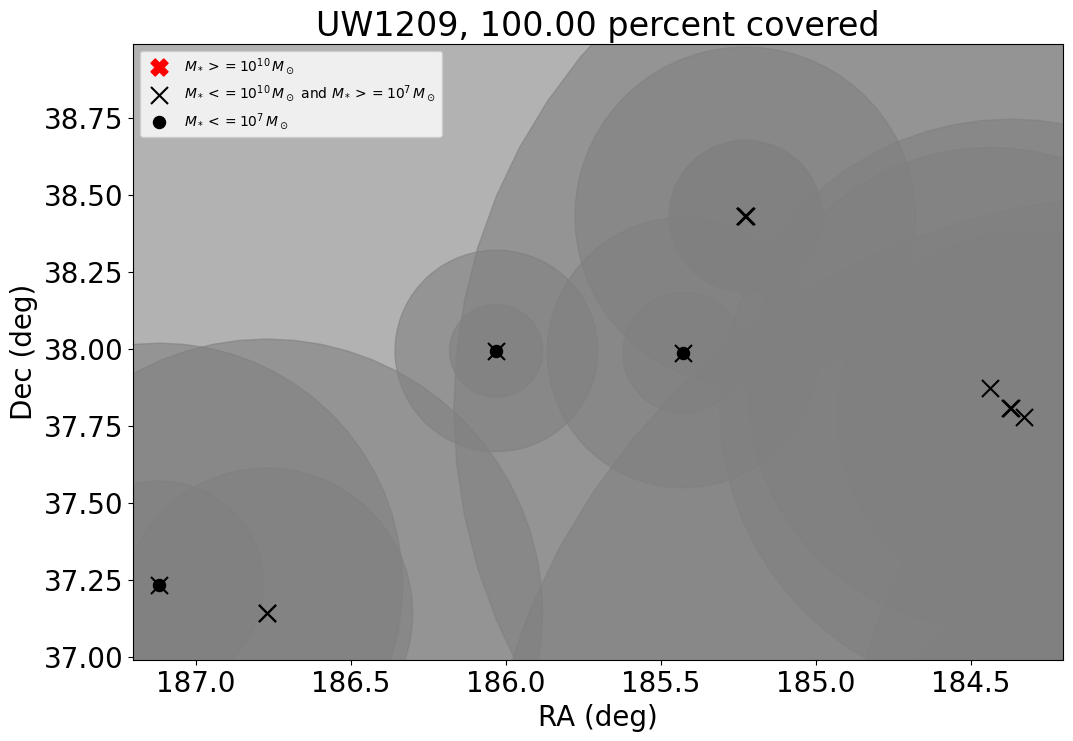 UW1209, 100.00 percent covered
M* >= 10^10 M⊙
M* <= 10^10 M⊙ and M* >= 10^7 M⊙
M* <= 10^7 M⊙
38.75
38.50
38.25
38.00
37.75
37.50
37.25
37.00
Dec (deg)
187.0 186.5 186.0 185.5 185.0 184.5
RA (deg)